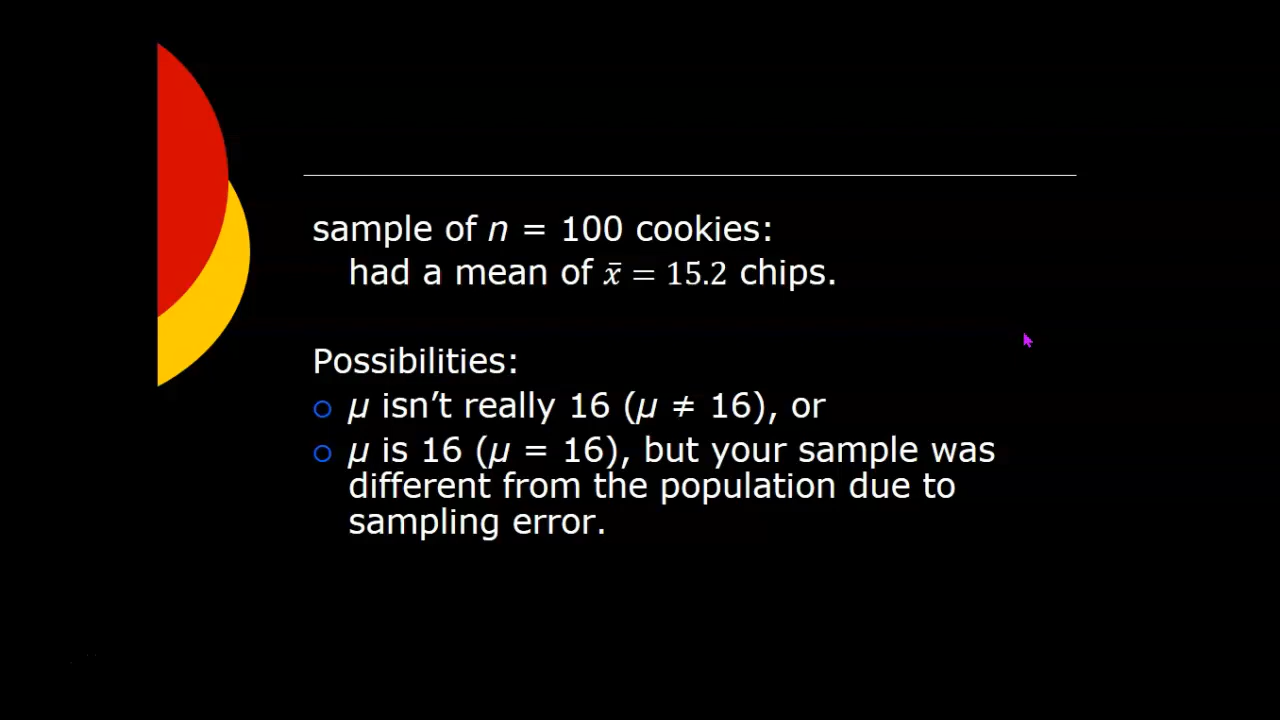 sample of n = 100 cookies:
had a mean of x̄ = 15.2 chips.
Possibilities:
μ isn’t really 16 (μ ≠ 16), or
μ is 16 (μ = 16), but your sample was
different from the population due to
sampling error.